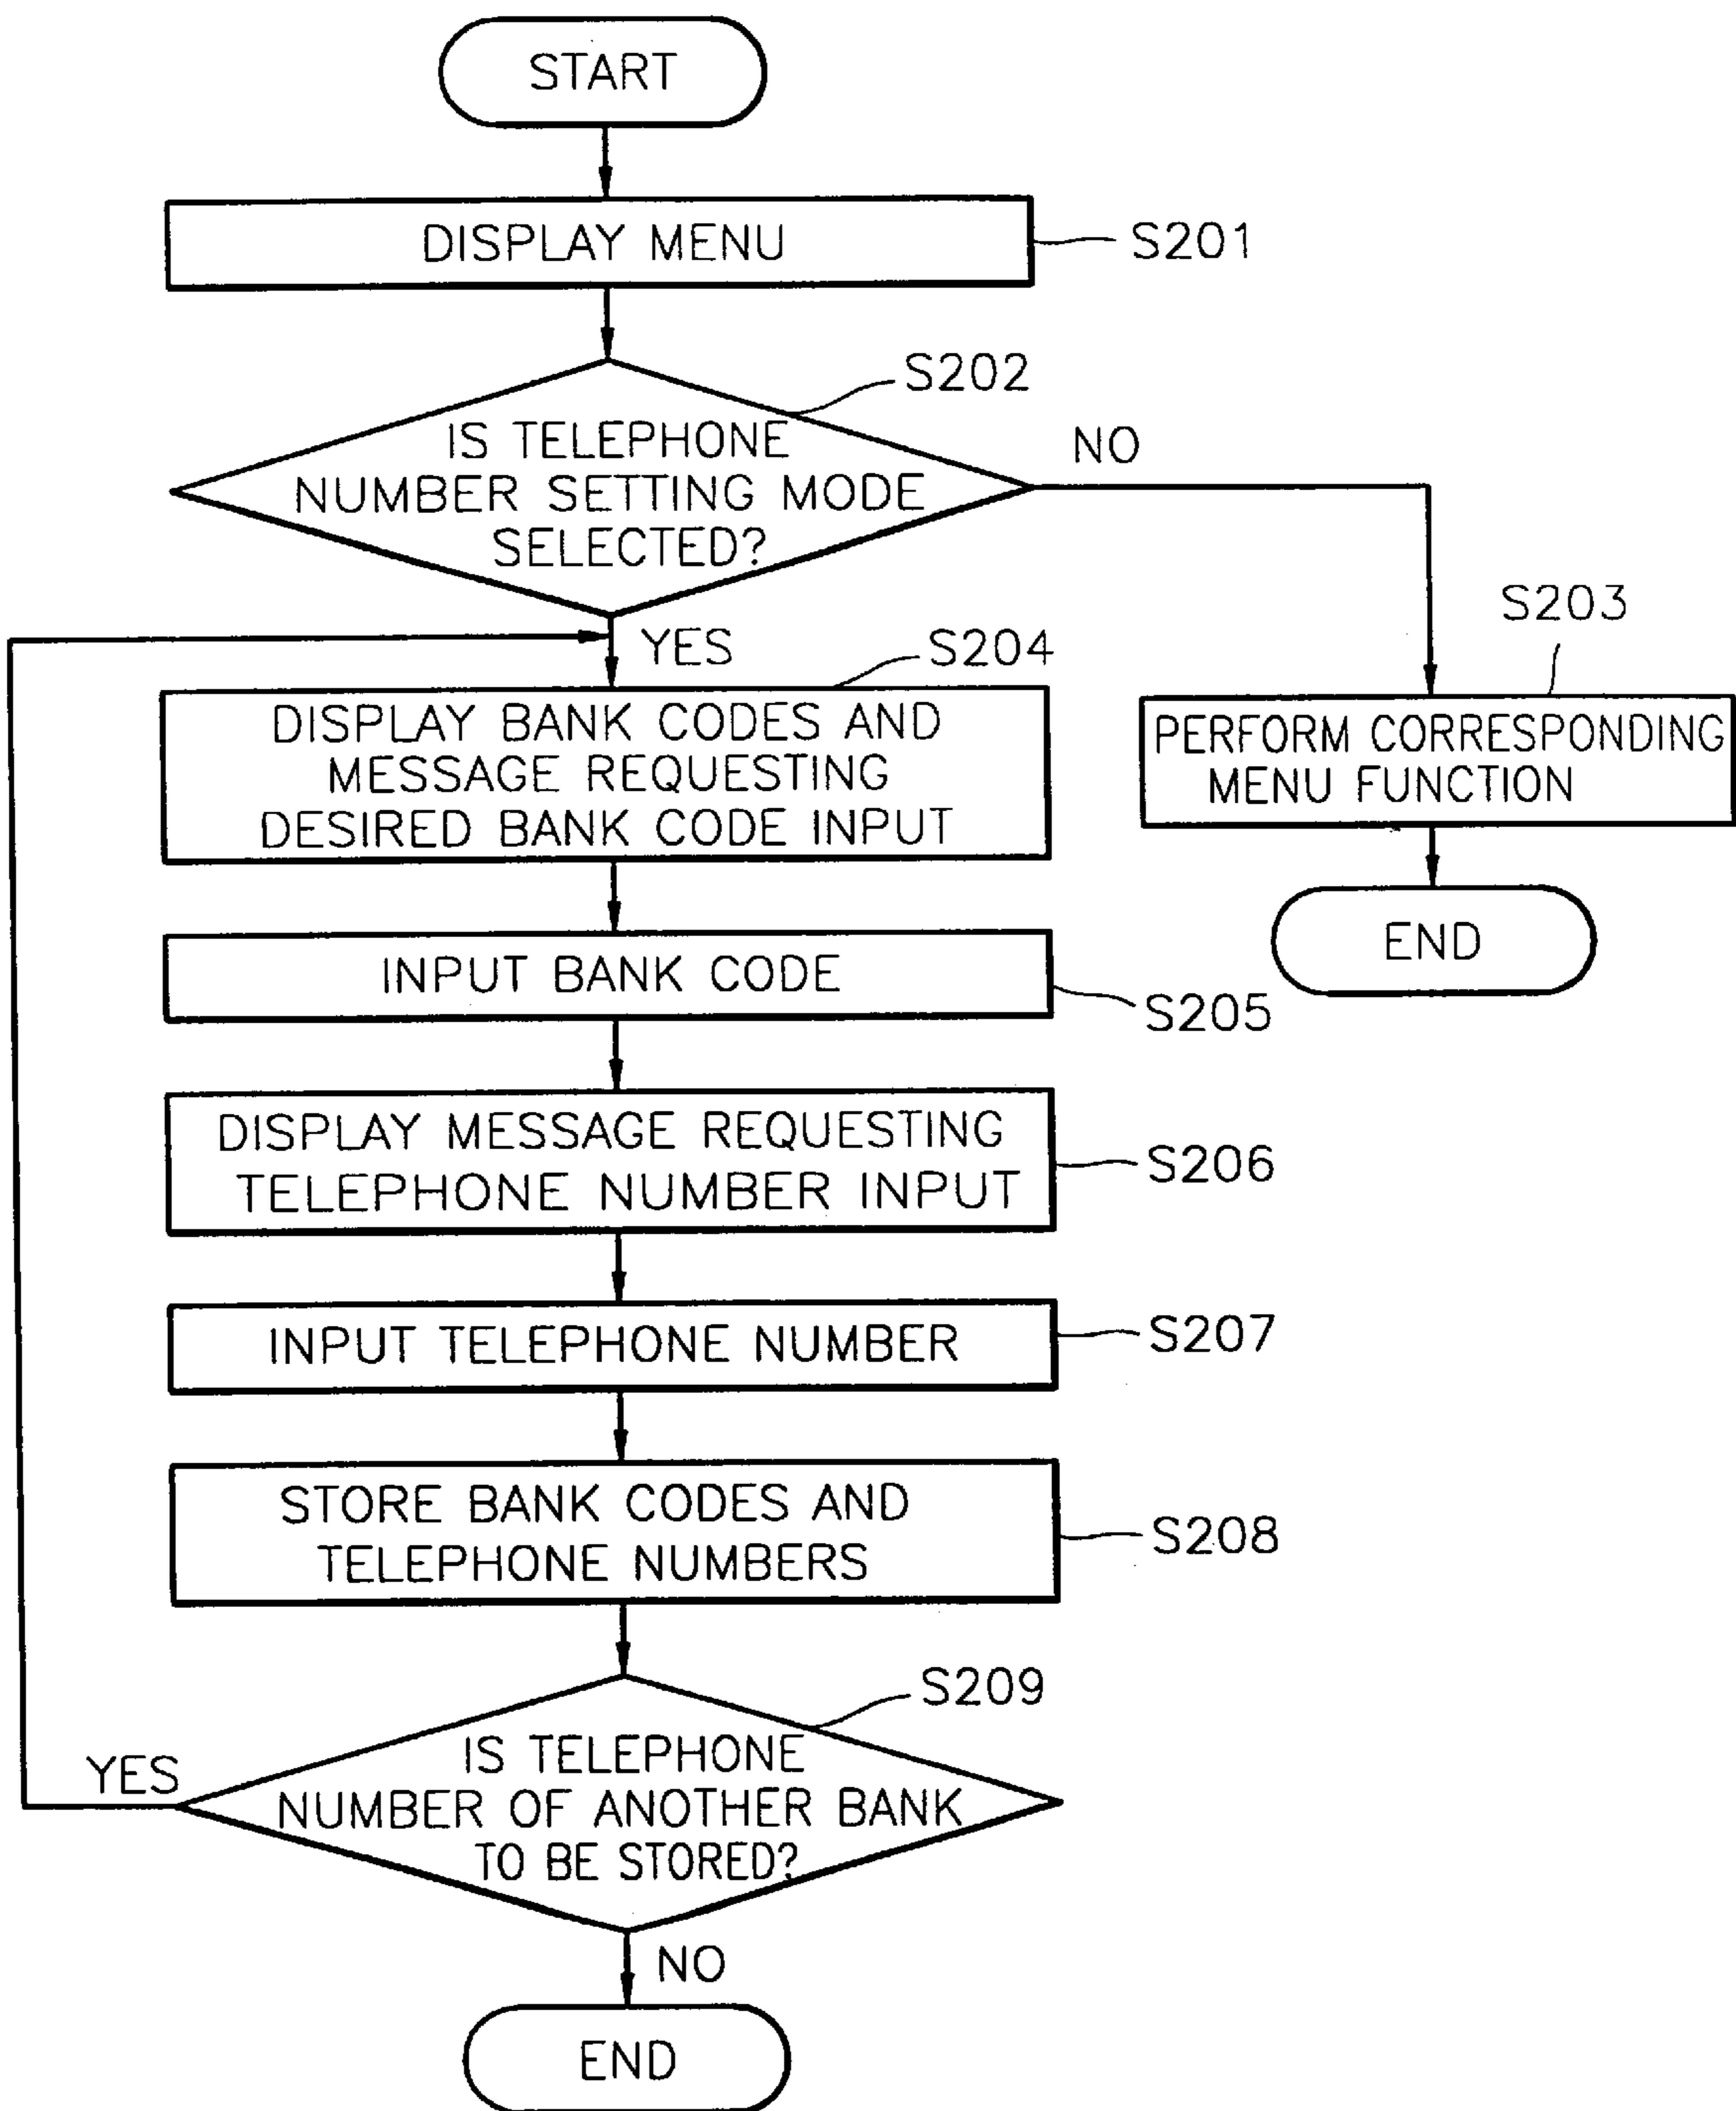 START
DISPLAY MENU
S201
S202
IS TELEPHONE
NUMBER SETTING MODE
SELECTED?
NO
YES
S203
PERFORM CORRESPONDING
MENU FUNCTION
END
S204
DISPLAY BANK CODES AND
MESSAGE REQUESTING
DESIRED BANK CODE INPUT
INPUT BANK CODE
S205
DISPLAY MESSAGE REQUESTING
TELEPHONE NUMBER INPUT
S206
INPUT TELEPHONE NUMBER
S207
STORE BANK CODES AND
TELEPHONE NUMBERS
S208
S209
IS TELEPHONE
NUMBER OF ANOTHER BANK
TO BE STORED?
YES
NO
END